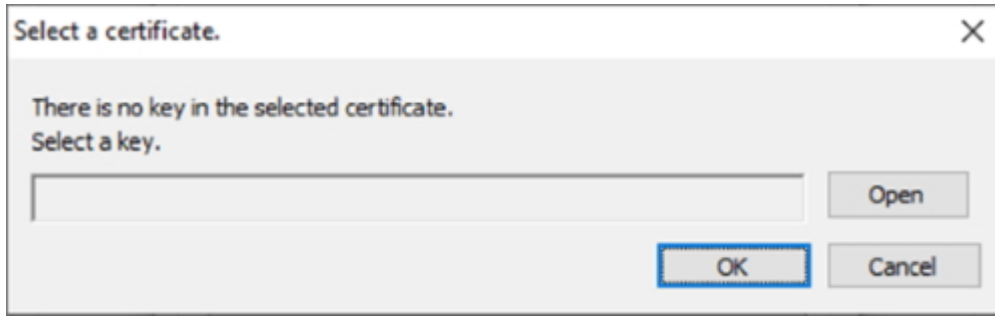 Select a certificate.
There is no key in the selected certificate.
Select a key.
Open
OK
Cancel